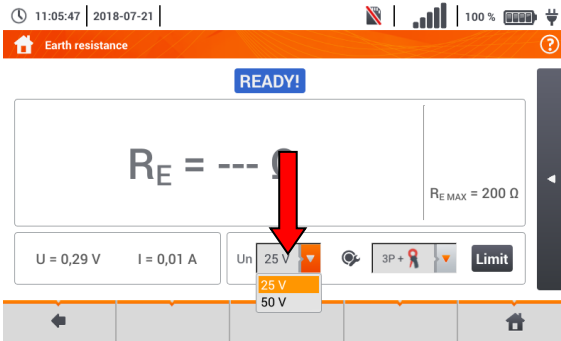 11:05:47 2018-07-21 100 %
Earth resistance ?
READY!
RE = --- Ω
RE MAX = 200 Ω
U = 0,29 V I = 0,01 A Un 25 V 3P + Limit
25 V
50 V